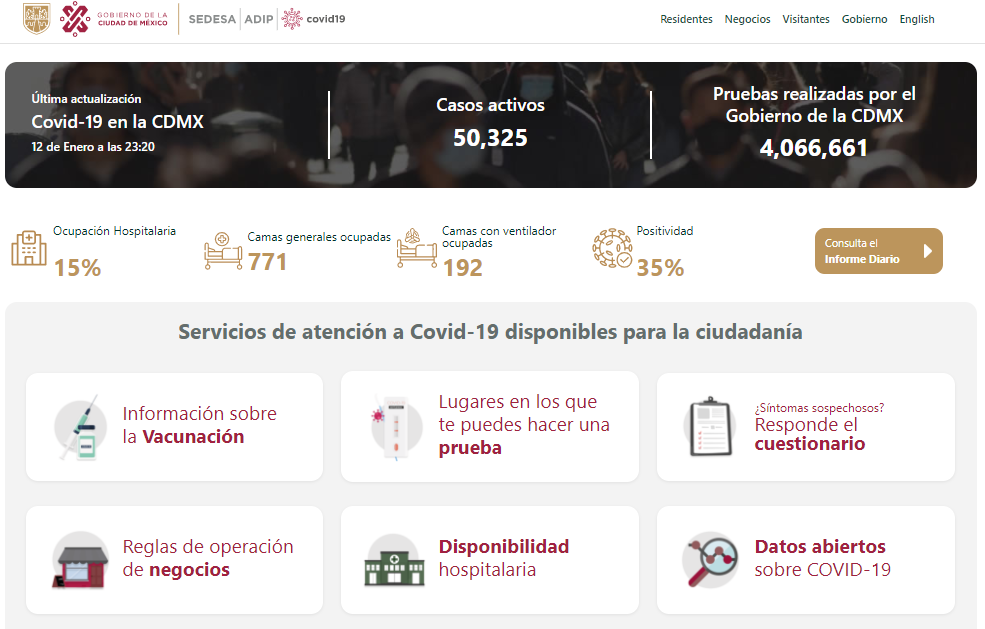 GOBIERNO DE LA
CIUDAD DE MÉXICO
SEDESA
ADIP
covid19
Residentes
Negocios
Visitantes
Gobierno
English
Última actualización
Covid-19 en la CDMX
12 de Enero a las 23:20
Casos activos
50,325
Pruebas realizadas por el
Gobierno de la CDMX
4,066,661
Ocupación Hospitalaria
15%
Camas generales ocupadas
771
Camas con ventilador
ocupadas
192
Positividad
35%
Consulta el
Informe Diario
Servicios de atención a Covid-19 disponibles para la ciudadanía
Información sobre
la Vacunación
Lugares en los que
te puedes hacer una
prueba
¿Síntomas sospechosos?
Responde el
cuestionario
Reglas de operación
de negocios
Disponibilidad
hospitalaria
Datos abiertos
sobre COVID-19